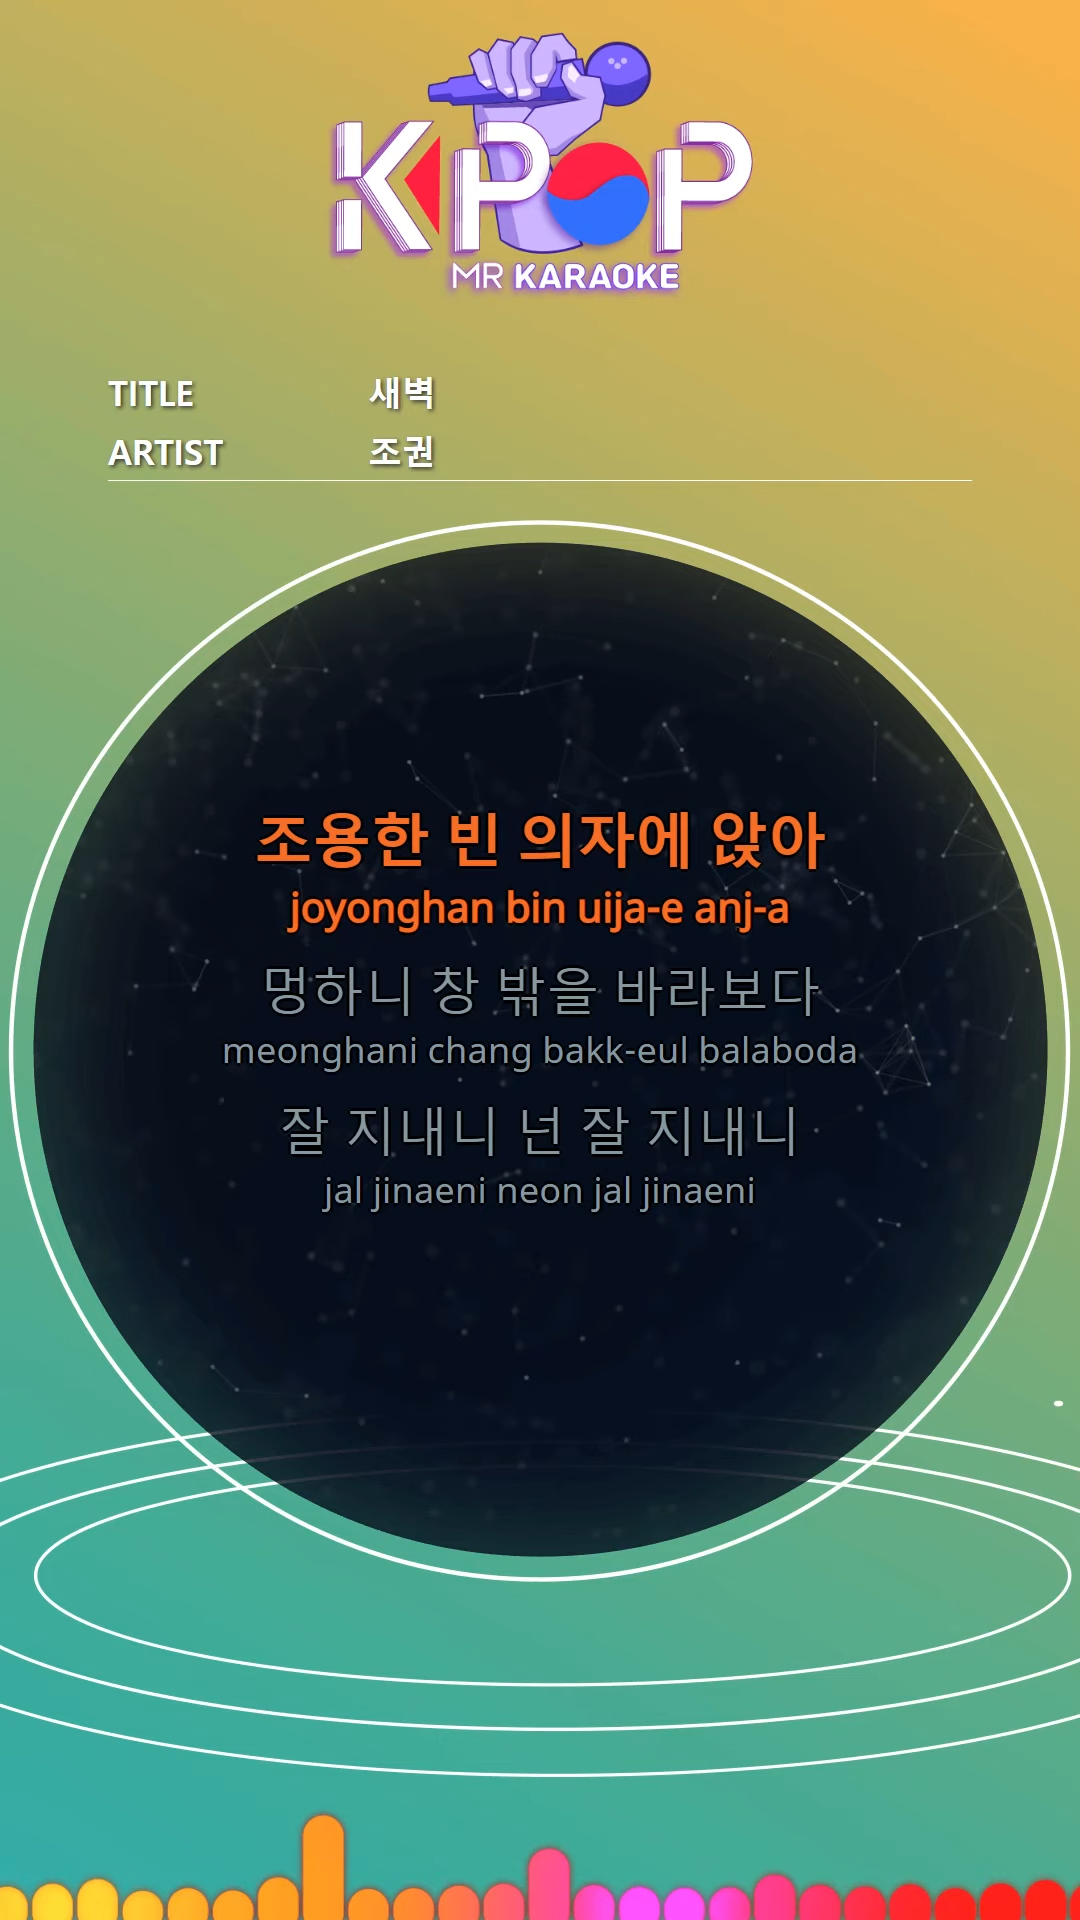 KPOP
MR KARAOKE
TITLE 새벽
ARTIST 조권
조용한 빈 의자에 앉아
joyonghan bin uija-e anj-a
멍하니 창 밖을 바라보다
meonghani chang bakk-eul balaboda
잘 지내니 넌 잘 지내니
jal jinaeni neon jal jinaeni